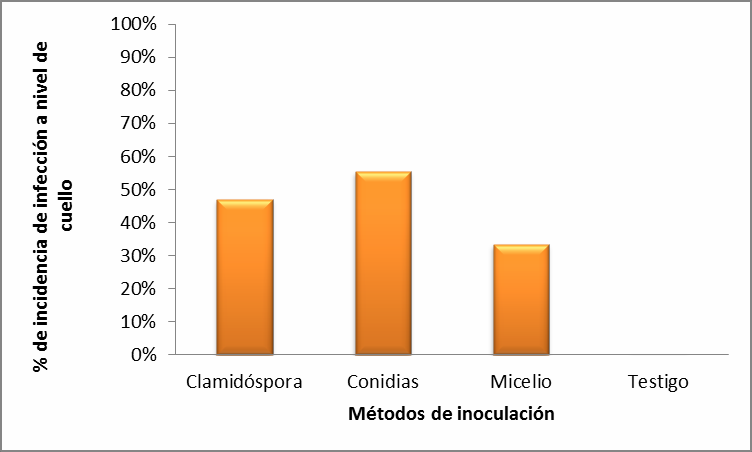 % de incidencia de infección a nivel de
cuello
100%
90%
80%
70%
60%
50%
40%
30%
20%
10%
0%
Clamidóspora Conidias Micelio Testigo
Métodos de inoculación